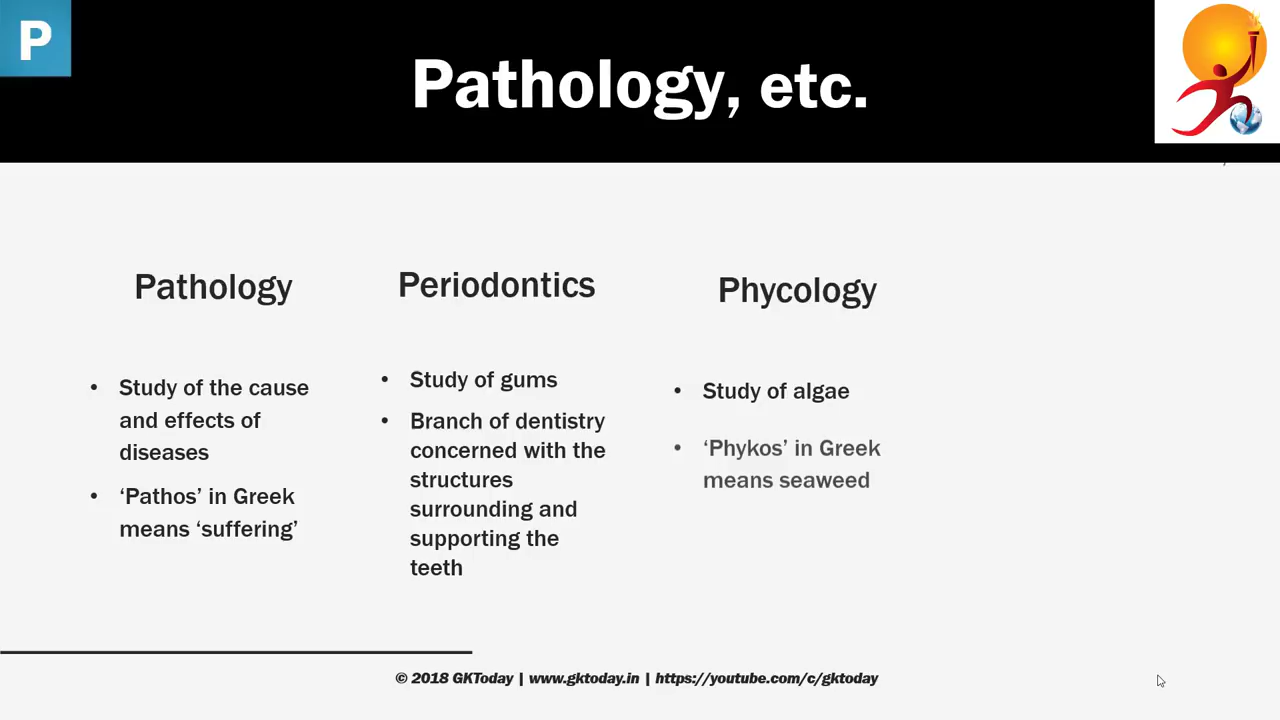 P
Pathology, etc.
Pathology
• Study of the cause
and effects of
diseases
• ‘Pathos’ in Greek
means ‘suffering’
Periodontics
• Study of gums
• Branch of dentistry
concerned with the
structures
surrounding and
supporting the
teeth
Phycology
• Study of algae
• ‘Phykos’ in Greek
means seaweed
© 2018 GKToday | www.gktoday.in | https://youtube.com/c/gktoday